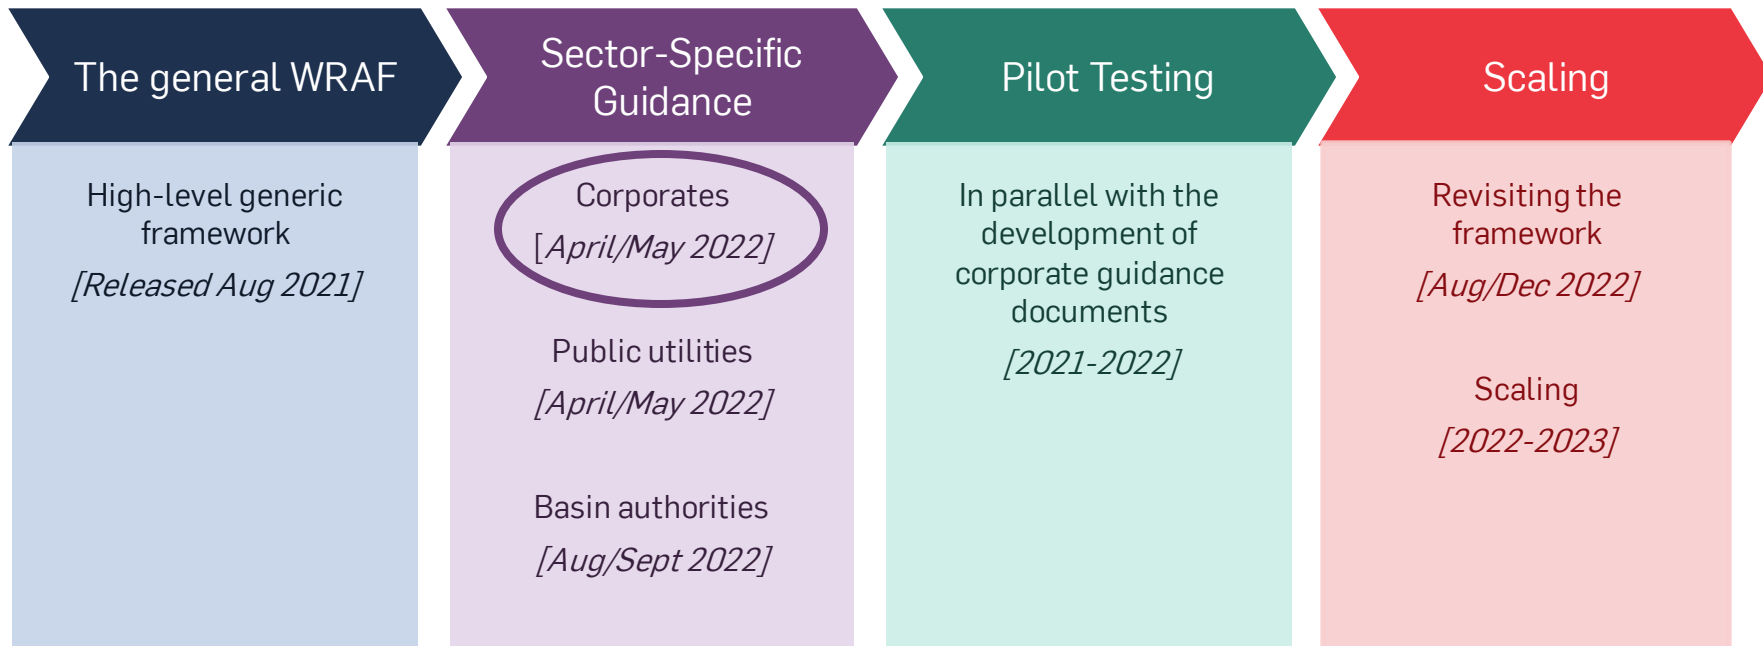 The general WRAF
High-level generic
framework
[Released Aug 2021]
Sector-Specific
Guidance
Corporates
[April/May 2022]
Public utilities
[April/May 2022]
Basin authorities
[Aug/Sept 2022]
Pilot Testing
In parallel with the
development of
corporate guidance
documents
[2021-2022]
Scaling
Revisiting the
framework
[Aug/Dec 2022]
Scaling
[2022-2023]